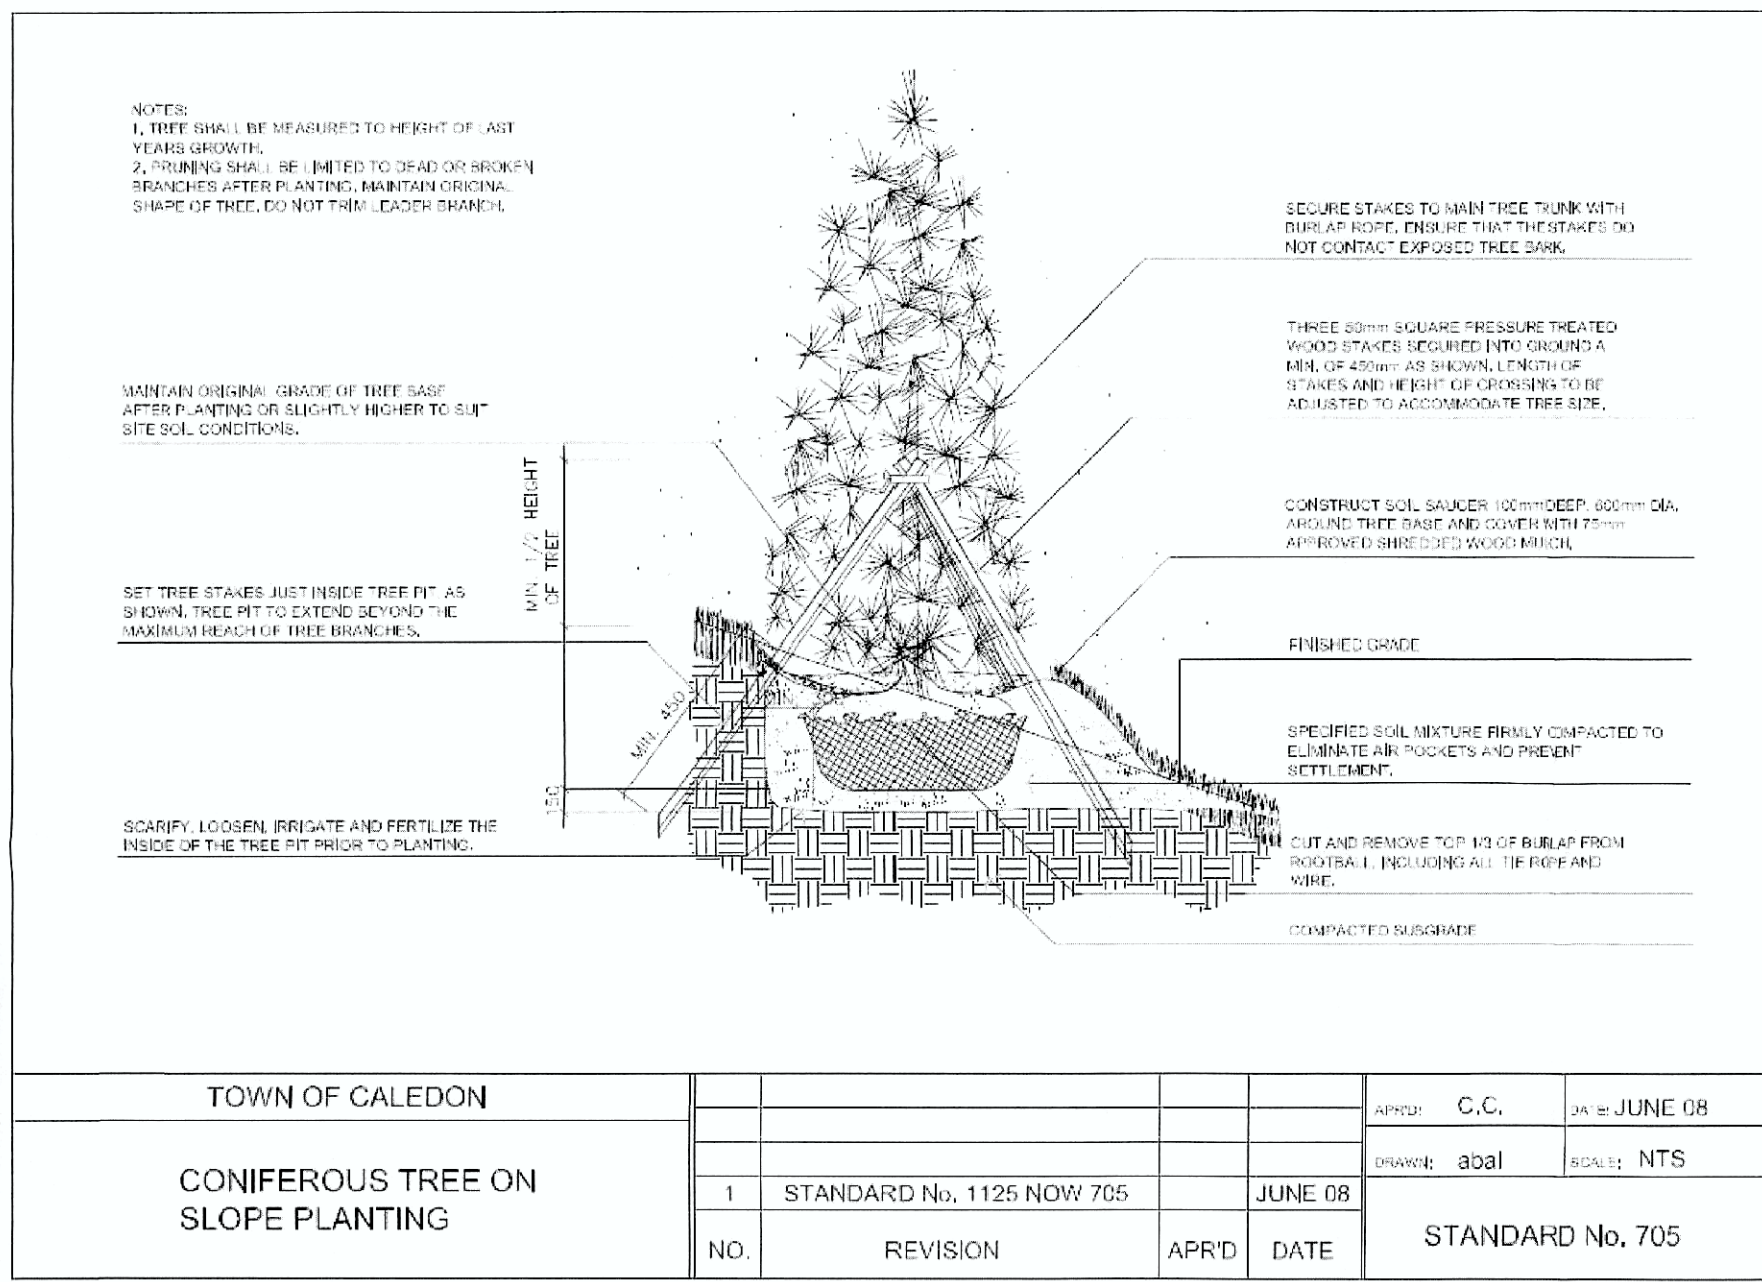 NOTES:
1. TREE SHALL BE MEASURED TO HEIGHT OF LAST
YEARS GROWTH.
2. PRUNING SHALL BE LIMITED TO DEAD OR BROKEN
BRANCHES AFTER PLANTING. MAINTAIN ORIGINAL
SHAPE OF TREE. DO NOT TRIM LEADER BRANCH.
SECURE STAKES TO MAIN TREE TRUNK WITH
BURLAP ROPE. ENSURE THAT THE STAKES DO
NOT CONTACT EXPOSED TREE BARK.
THREE 50mm SQUARE PRESSURE TREATED
WOOD STAKES SECURED INTO GROUND A
MIN. OF 450mm AS SHOWN. LENGTH OF
STAKES AND HEIGHT OF CROSSING TO BE
ADJUSTED TO ACCOMMODATE TREE SIZE.
MAINTAIN ORIGINAL GRADE OF TREE BASE
AFTER PLANTING OR SLIGHTLY HIGHER TO SUIT
SITE SOIL CONDITIONS.
MIN 1/2 HEIGHT
OF TREE
CONSTRUCT SOIL SAUCER 100mm DEEP, 600mm DIA.
AROUND TREE BASE AND COVER WITH 75mm
APPROVED SHREDDED WOOD MULCH.
SET TREE STAKES JUST INSIDE TREE PIT AS
SHOWN. TREE PIT TO EXTEND BEYOND THE
MAXIMUM REACH OF TREE BRANCHES.
FINISHED GRADE
MIN. 450
MIN.
150
SPECIFIED SOIL MIXTURE FIRMLY COMPACTED TO
ELIMINATE AIR POCKETS AND PREVENT
SETTLEMENT.
SCARIFY, LOOSEN, IRRIGATE AND FERTILIZE THE
INSIDE OF THE TREE PIT PRIOR TO PLANTING.
CUT AND REMOVE TOP 1/3 OF BURLAP FROM
ROOTBALL, INCLUDING ALL TIE ROPE AND
WIRE.
COMPACTED SUBGRADE
TOWN OF CALEDON
CONIFEROUS TREE ON
SLOPE PLANTING
1 STANDARD No. 1125 NOW 705 JUNE 08
NO. REVISION APR'D DATE
APR'D: C.C. DATE: JUNE 08
DRAWN: abal SCALE: NTS
STANDARD No. 705